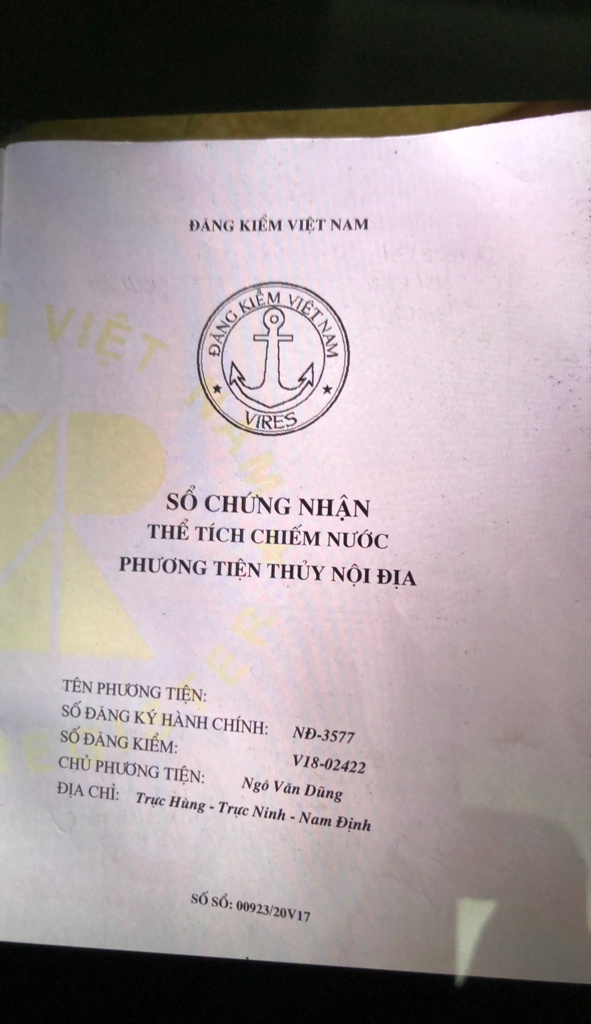 ĐĂNG KIỂM VIỆT NAM
ĐĂNG KIỂM VIỆT NAM
VIRES
SỔ CHỨNG NHẬN
THỂ TÍCH CHIẾM NƯỚC
PHƯƠNG TIỆN THỦY NỘI ĐỊA
TÊN PHƯƠNG TIỆN:
SỐ ĐĂNG KÝ HÀNH CHÍNH: NĐ-3577
SỐ ĐĂNG KIỂM: V18-02422
CHỦ PHƯƠNG TIỆN: Ngô Văn Dũng
ĐỊA CHỈ: Trực Hùng - Trực Ninh - Nam Định
SỐ SỔ: 00923/20V17
VIỆT NAM